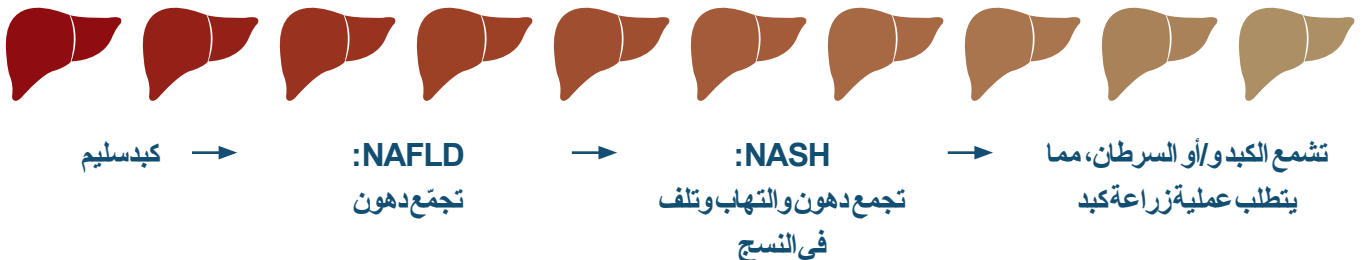 كبد سليم
→
NAFLD:
تجمّع دهون
→
NASH:
تجمع دهون والتهاب وتلف
في النسج
→
تشمع الكبد و/أو السرطان، مما
يتطلب عملية زراعة كبد